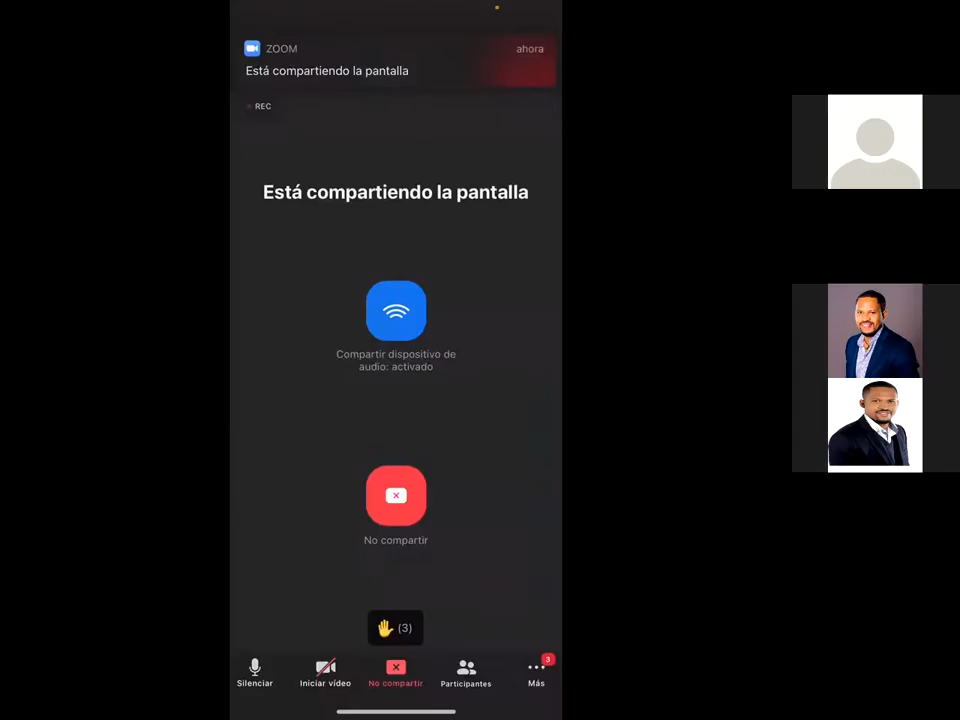 ZOOM
ahora
Está compartiendo la pantalla
REC
Está compartiendo la pantalla
Compartir dispositivo de
audio: activado
No compartir
(3)
3
Silenciar
Iniciar vídeo
No compartir
Participantes
Más